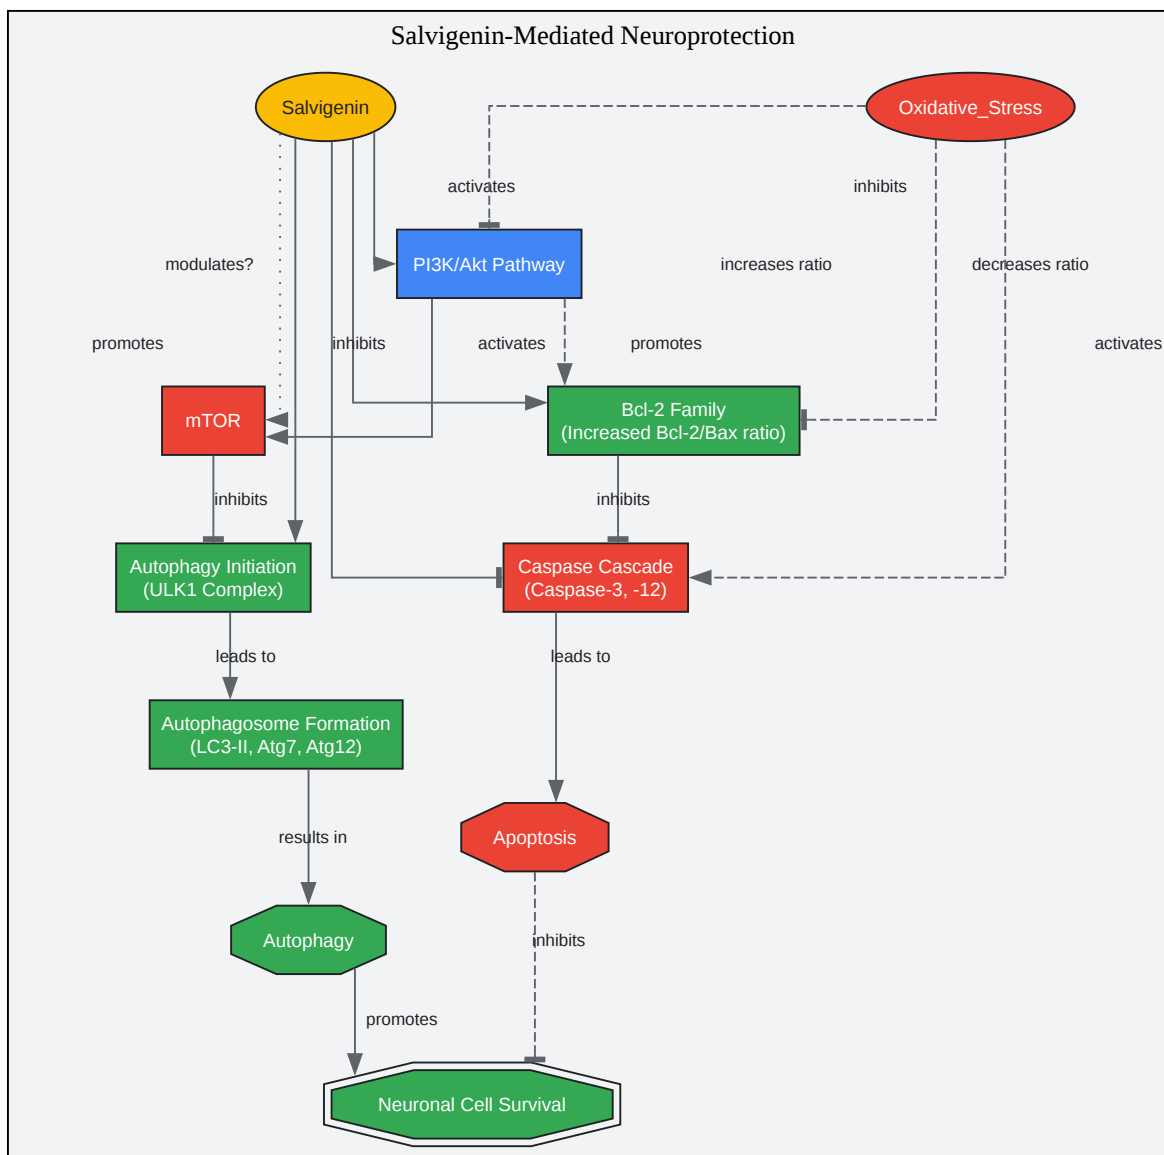 Salvigenin-Mediated Neuroprotection
Salvigenin
Oxidative_Stress
activates
inhibits
modulates?
PI3K/Akt Pathway
increases ratio
decreases ratio
promotes
inhibits
activates
promotes
activates
mTOR
Bcl-2 Family
(Increased Bcl-2/Bax ratio)
inhibits
inhibits
Autophagy Initiation
(ULK1 Complex)
Caspase Cascade
(Caspase-3, -12)
leads to
leads to
Autophagosome Formation
(LC3-II, Atg7, Atg12)
results in
Apoptosis
Autophagy
inhibits
promotes
Neuronal Cell Survival